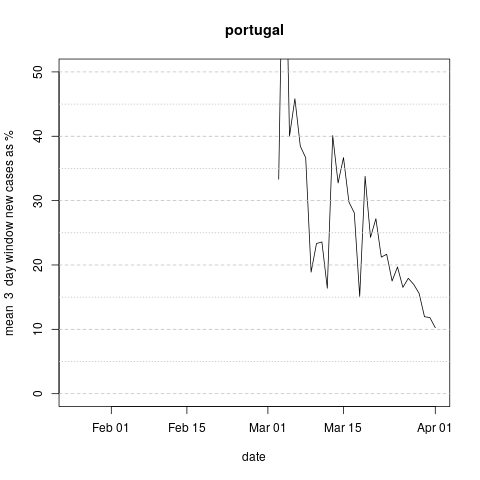 portugal
mean 3 day window new cases as %
50
40
30
20
10
0
Feb 01
Feb 15
Mar 01
Mar 15
Apr 01
date